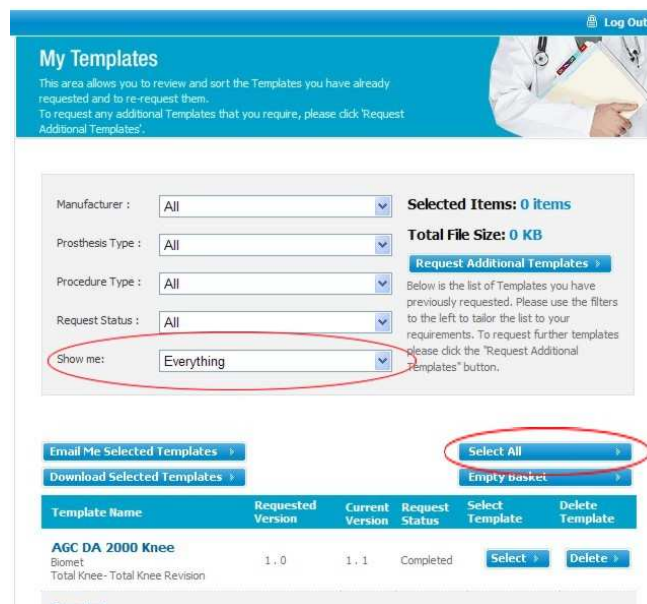 Log Out
My Templates
This area allows you to review and sort the Templates you have already
requested and to re-request them.
To request any additional Templates that you require, please click 'Request
Additional Templates'.
Manufacturer :
All
Prosthesis Type :
All
Procedure Type :
All
Request Status :
All
Show me:
Everything
Selected Items: 0 items
Total File Size: 0 KB
Request Additional Templates
Below is the list of Templates you have
previously requested. Please use the filters
to the left to tailor the list to your
requirements. To request further templates
please click the "Request Additional
Templates" button.
Email Me Selected Templates
Select All
Download Selected Templates
Empty Basket
Template Name Requested Version Current Version Request Status Select Template Delete Template
AGC DA 2000 Knee
Biomet 1.0 1.1 Completed Select Delete
Total Knee- Total Knee Revision